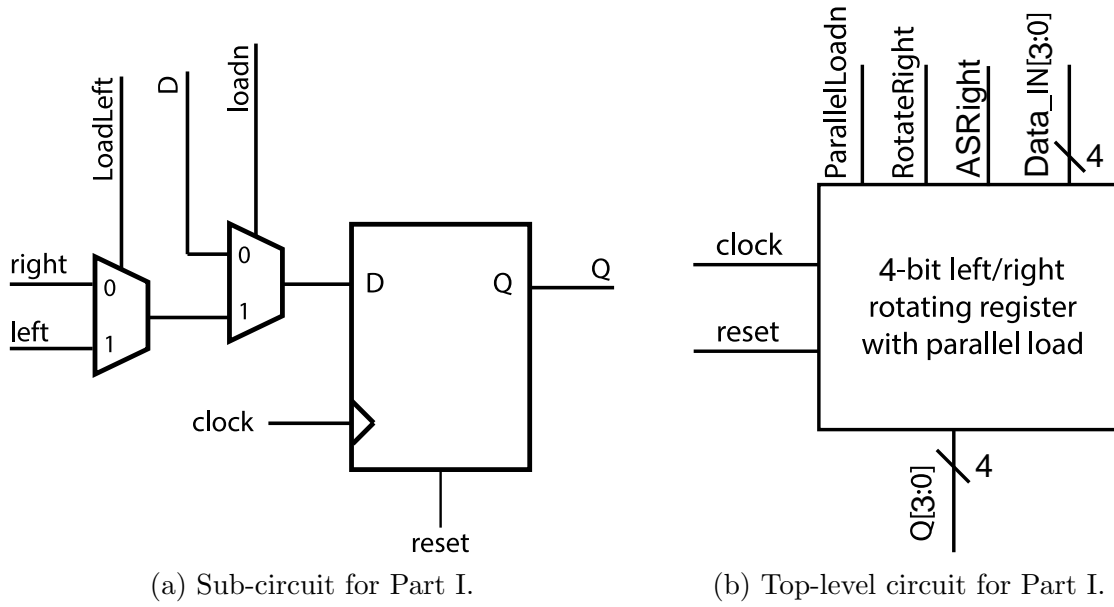 LoadLeft
D
loadn
right
0
left
1
0
1
D
Q
Q
clock
reset
(a) Sub-circuit for Part I.
ParallelLoadn
RotateRight
ASRight
Data_IN[3:0]
4
clock
reset
4-bit left/right
rotating register
with parallel load
4
Q[3:0]
(b) Top-level circuit for Part I.